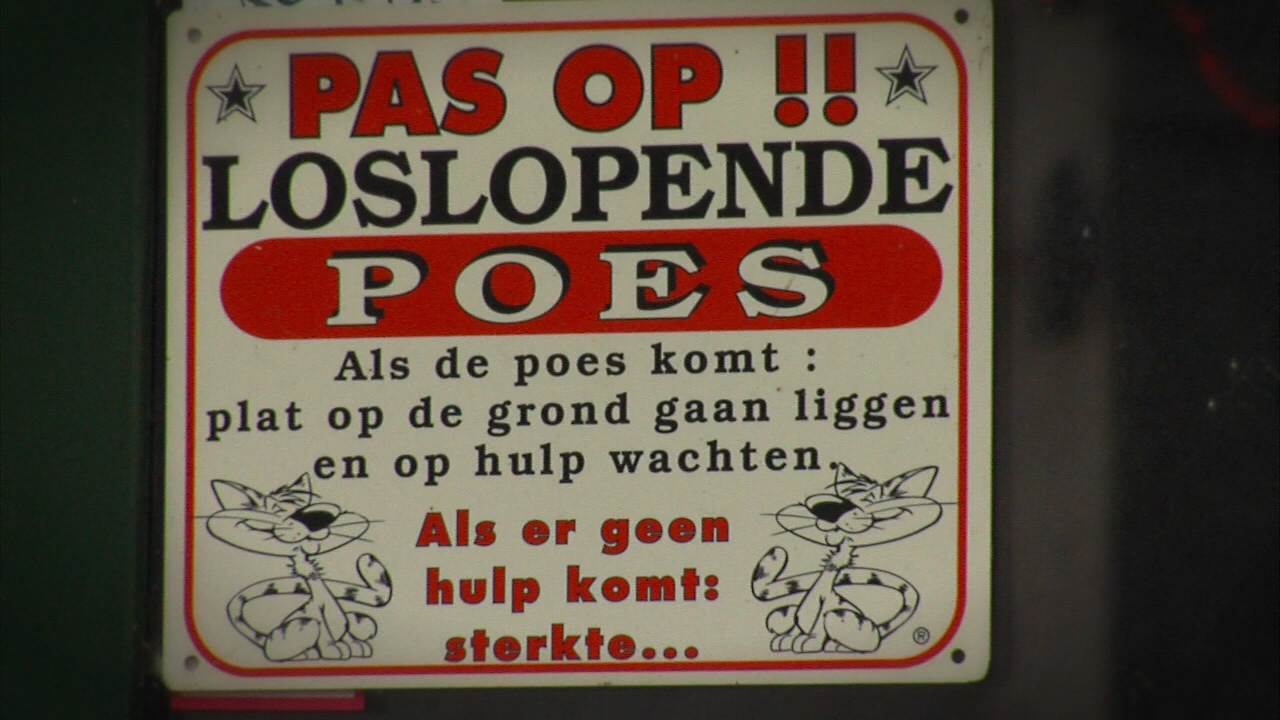 PAS OP !!
LOSLOPENDE
POES
Als de poes komt :
plat op de grond gaan liggen
en op hulp wachten.
Als er geen
hulp komt:
sterkte...
®